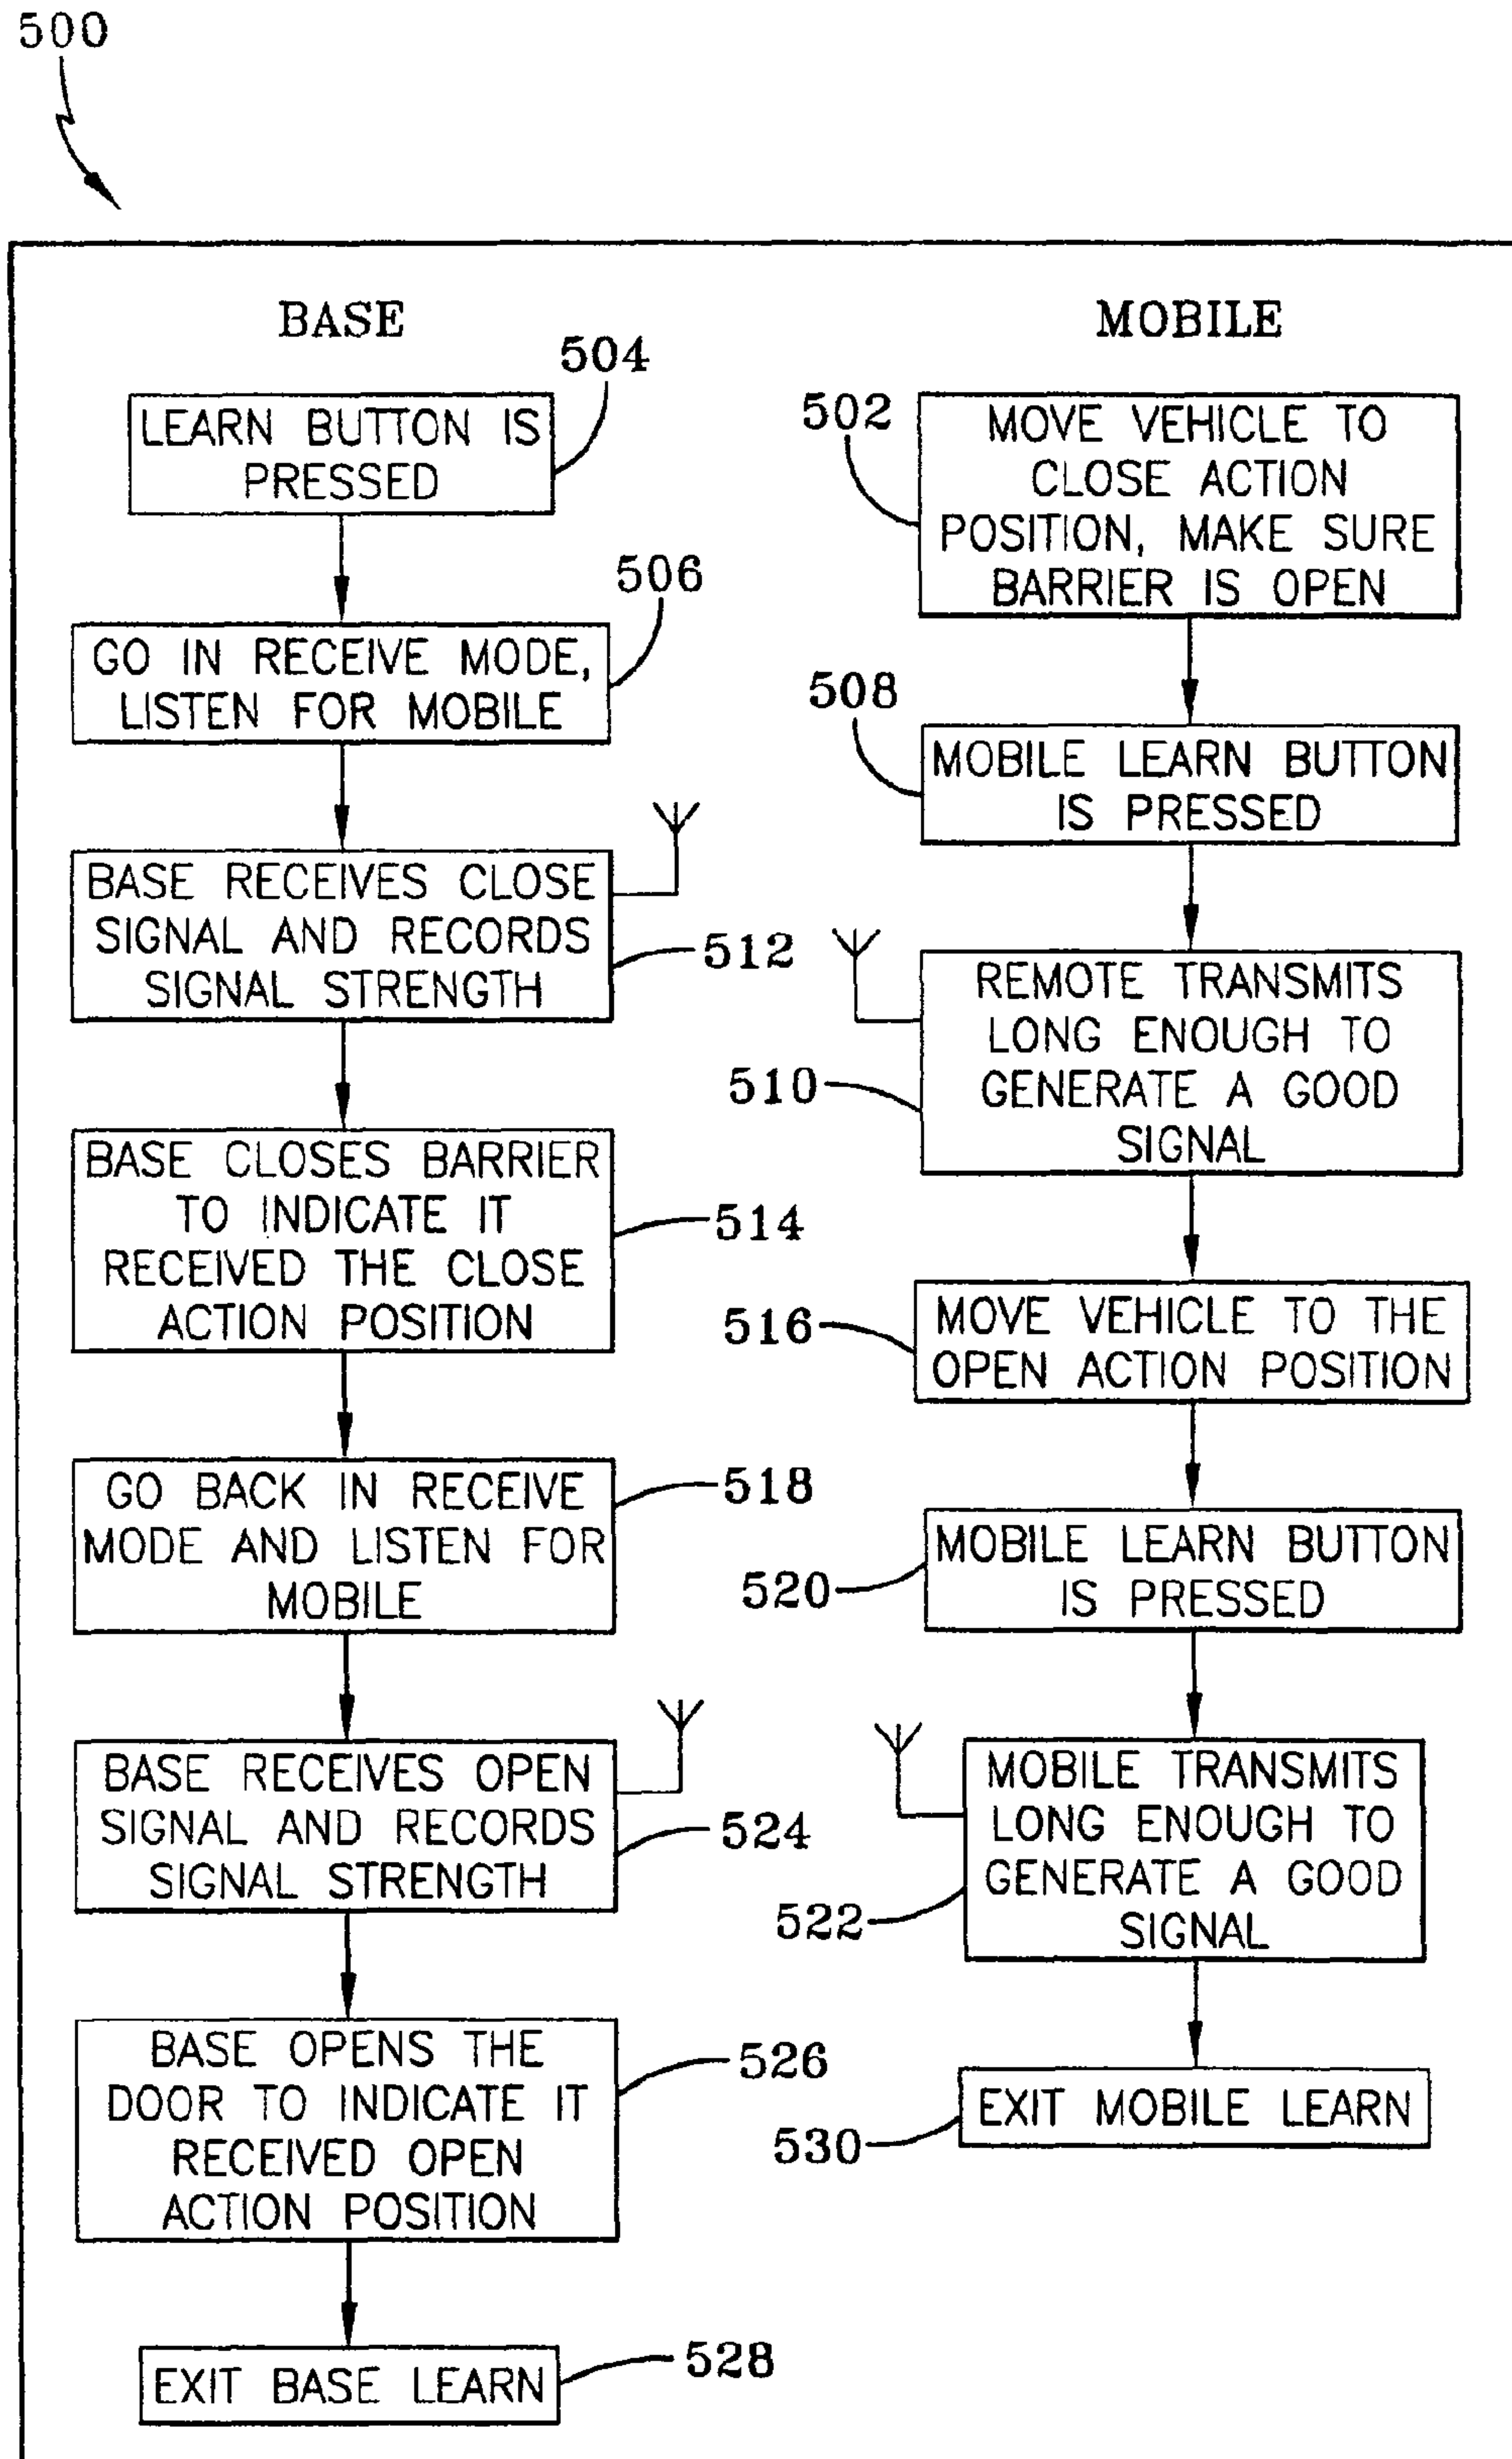 500
BASE
504
LEARN BUTTON IS
PRESSED
506
GO IN RECEIVE MODE,
LISTEN FOR MOBILE
BASE RECEIVES CLOSE
SIGNAL AND RECORDS
SIGNAL STRENGTH
512
BASE CLOSES BARRIER
TO INDICATE IT
RECEIVED THE CLOSE
ACTION POSITION
514
GO BACK IN RECEIVE
MODE AND LISTEN FOR
MOBILE
518
BASE RECEIVES OPEN
SIGNAL AND RECORDS
SIGNAL STRENGTH
524
BASE OPENS THE
DOOR TO INDICATE IT
RECEIVED OPEN
ACTION POSITION
526
EXIT BASE LEARN
528
MOBILE
502
MOVE VEHICLE TO
CLOSE ACTION
POSITION, MAKE SURE
BARRIER IS OPEN
508
MOBILE LEARN BUTTON
IS PRESSED
510
REMOTE TRANSMITS
LONG ENOUGH TO
GENERATE A GOOD
SIGNAL
516
MOVE VEHICLE TO THE
OPEN ACTION POSITION
520
MOBILE LEARN BUTTON
IS PRESSED
522
MOBILE TRANSMITS
LONG ENOUGH TO
GENERATE A GOOD
SIGNAL
530
EXIT MOBILE LEARN